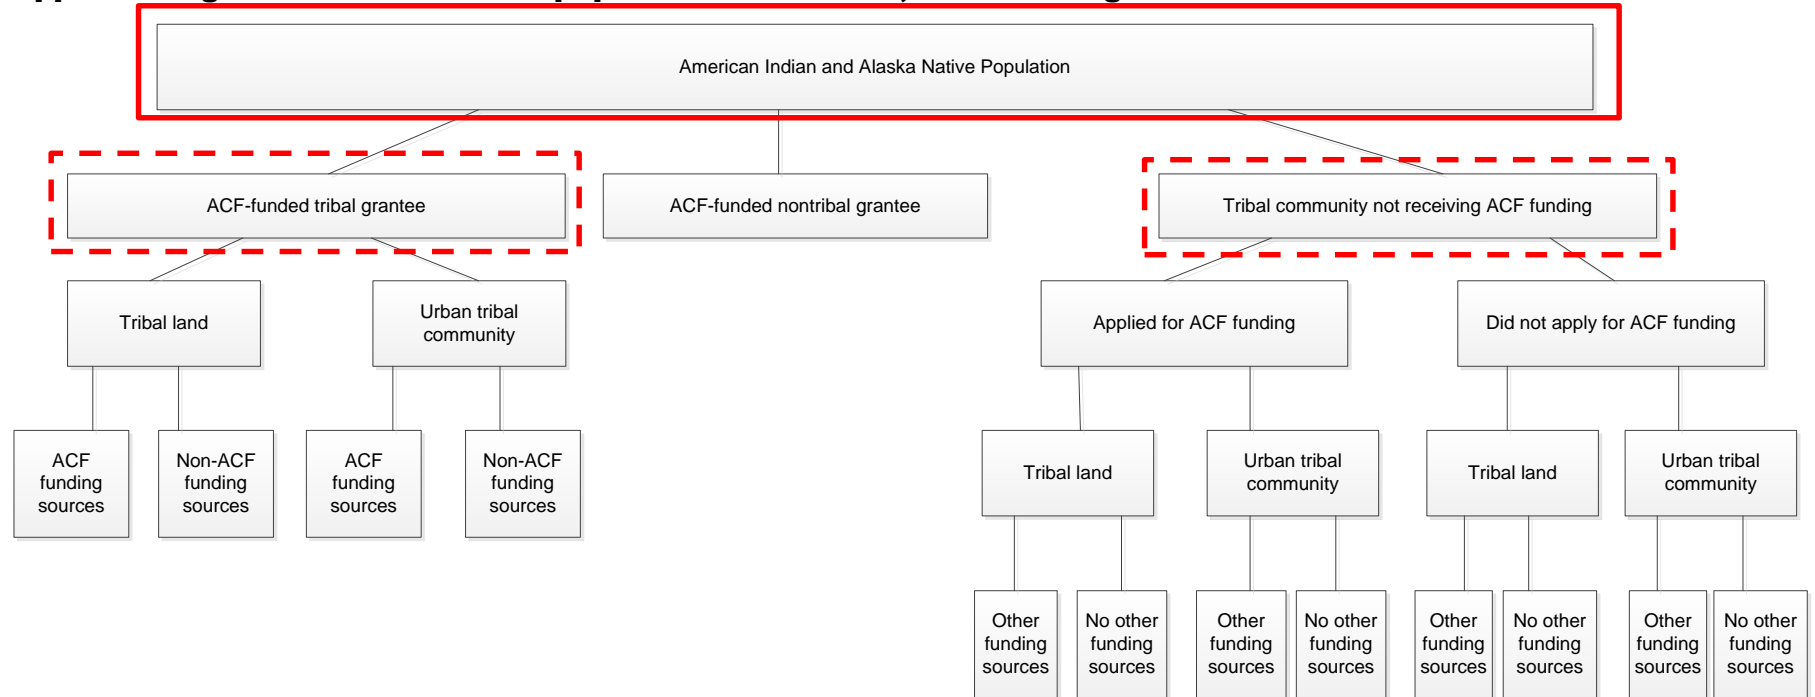 American Indian and Alaska Native Population
ACF-funded tribal grantee
ACF-funded nontribal grantee
Tribal community not receiving ACF funding
Tribal land
Urban tribal
community
Applied for ACF funding
Did not apply for ACF funding
ACF
funding
sources
Non-ACF
funding
sources
ACF
funding
sources
Non-ACF
funding
sources
Tribal land
Urban tribal
community
Tribal land
Urban tribal
community
Other
funding
sources
No other
funding
sources
Other
funding
sources
No other
funding
sources
Other
funding
sources
No other
funding
sources
Other
funding
sources
No other
funding
sources